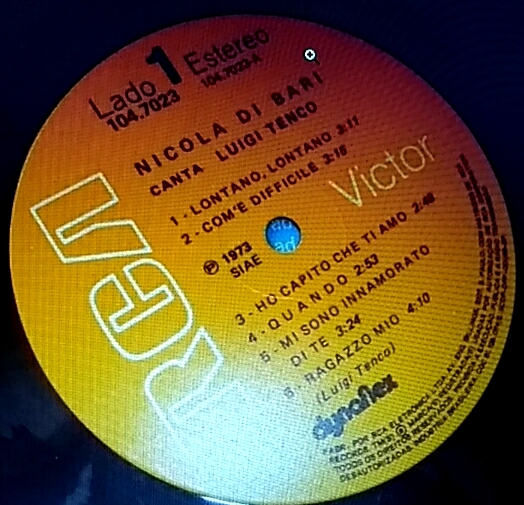 Lado 1 Estereo
104.7023 104.7023-A
NICOLA DI BARI
CANTA LUIGI TENCO
1 - LONTANO, LONTANO 3:11
2 - COM'E DIFFICILE 3:16
Victor
℗ 1973
SIAE
3 - HO CAPITO CHE TI AMO 2:46
4 - QUANDO 2:53
5 - MI SONO INNAMORATO
DI TE 3:24
6 - RAGAZZO MIO 4:10
(Luigi Tenco)
RCA
dynaflex